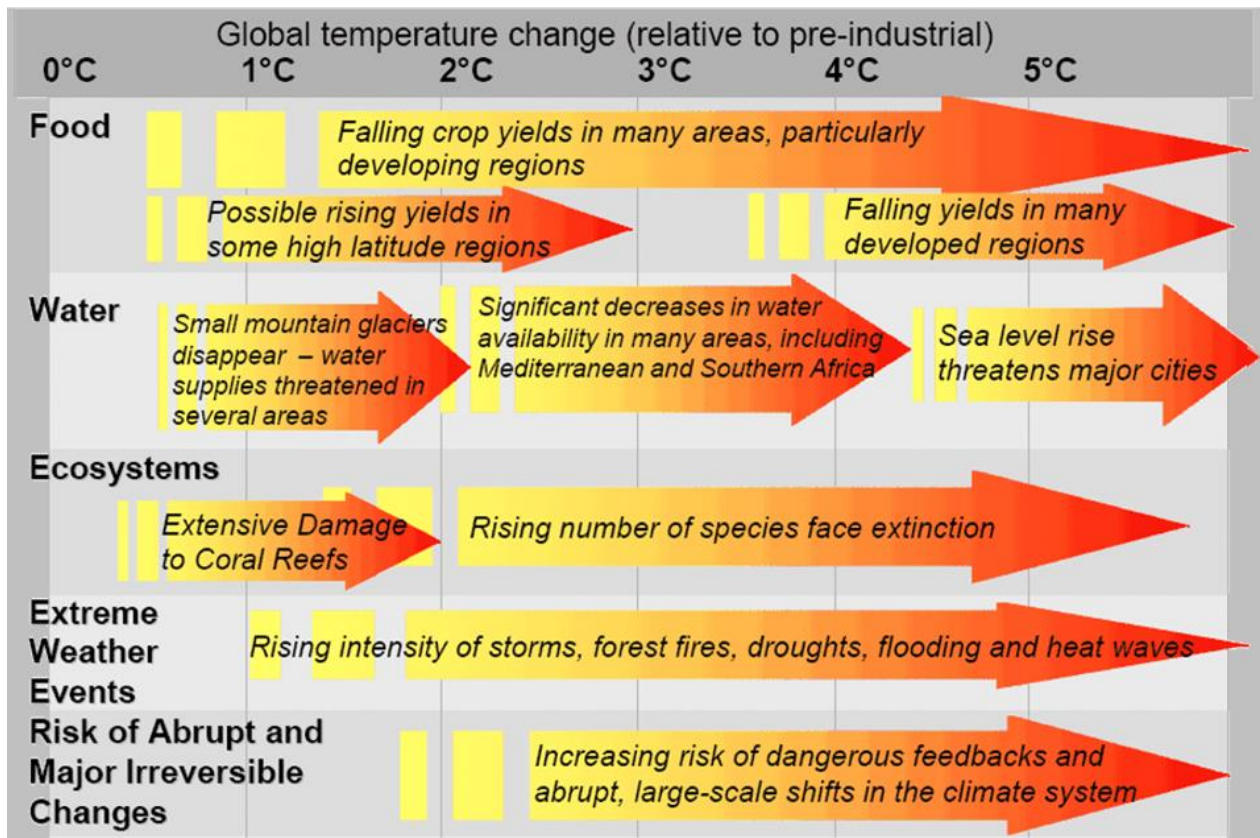 Global temperature change (relative to pre-industrial)
0°C 1°C 2°C 3°C 4°C 5°C
Food
Falling crop yields in many areas, particularly
developing regions
Possible rising yields in
some high latitude regions
Falling yields in many
developed regions
Water
Small mountain glaciers
disappear – water
supplies threatened in
several areas
Significant decreases in water
availability in many areas, including
Mediterranean and Southern Africa
Sea level rise
threatens major cities
Ecosystems
Extensive Damage
to Coral Reefs
Rising number of species face extinction
Extreme
Weather
Events
Rising intensity of storms, forest fires, droughts, flooding and heat waves
Risk of Abrupt and
Major Irreversible
Changes
Increasing risk of dangerous feedbacks and
abrupt, large-scale shifts in the climate system